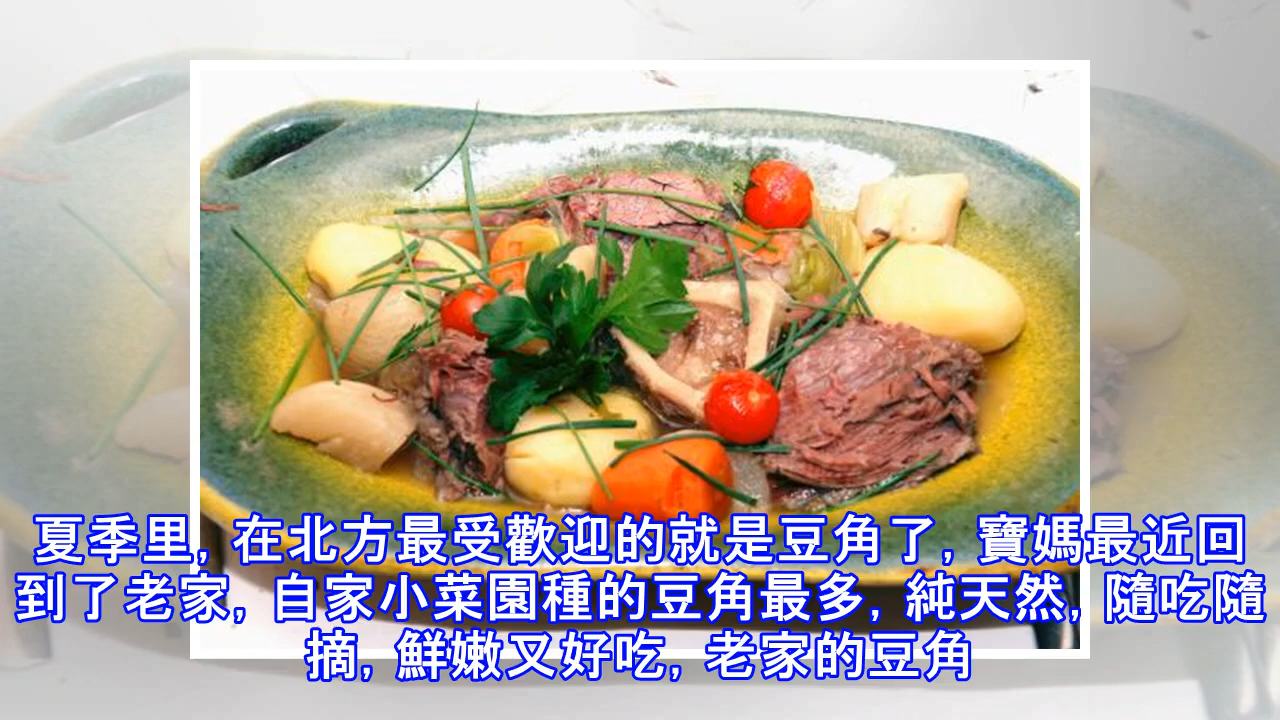 夏季里, 在北方最受歡迎的就是豆角了, 寶媽最近回
到了老家, 自家小菜園種的豆角最多, 純天然, 隨吃隨
摘, 鮮嫩又好吃, 老家的豆角